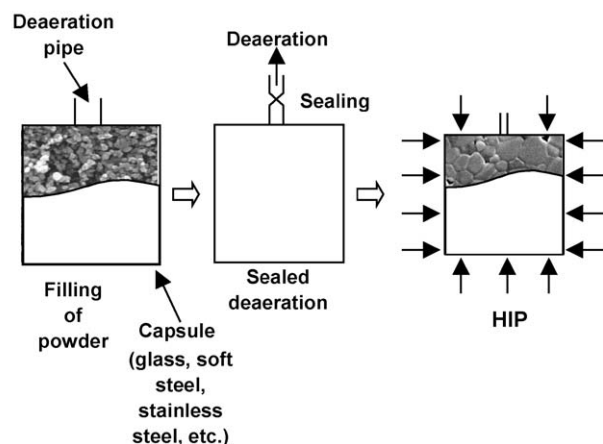 Deaeration
pipe
Deaeration
Sealing
Filling
of
powder
Capsule
(glass, soft
steel,
stainless
steel, etc.)
Sealed
deaeration
HIP